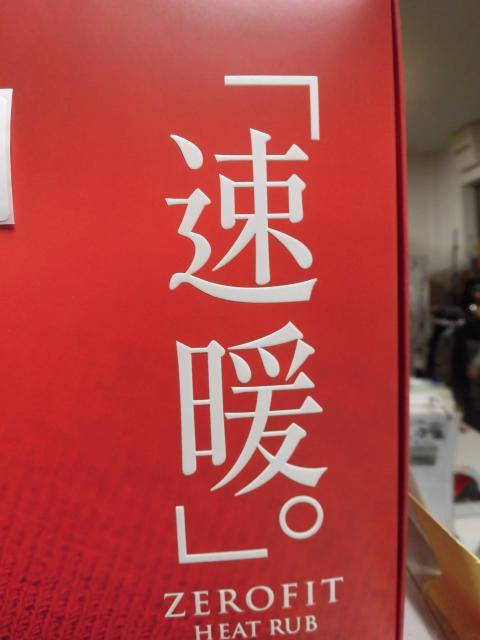 「速暖。」
ZEROFIT
HEAT RUB